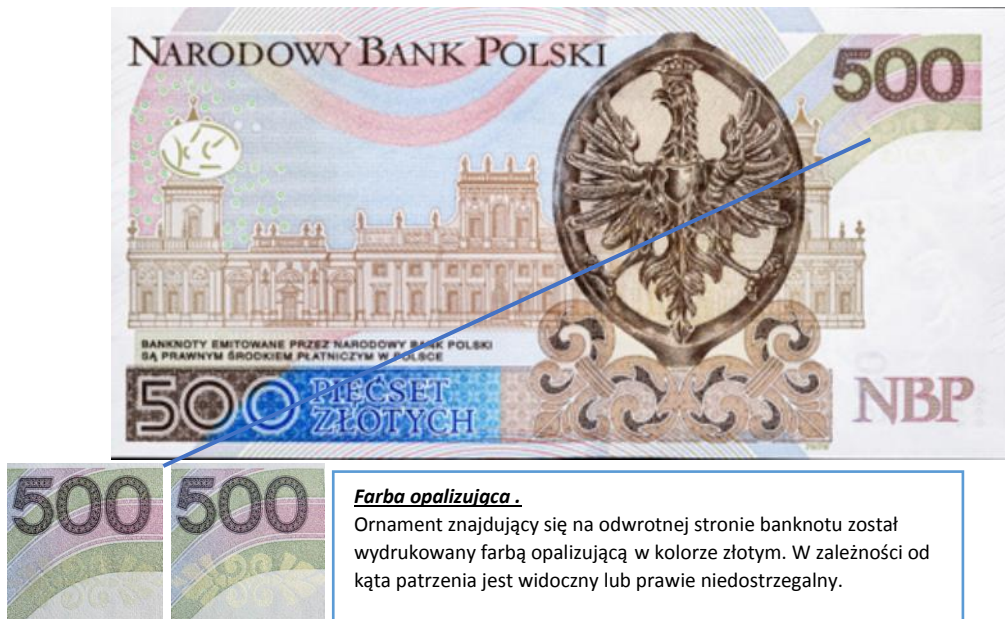 NARODOWY BANK POLSKI
500
BANKNOTY EMITOWANE PRZEZ NARODOWY BANK POLSKI
SĄ PRAWNYM ŚRODKIEM PŁATNICZYM W POLSCE
500 PIĘĆSET
ZŁOTYCH
NBP
500 500
Farba opalizująca .
Ornament znajdujący się na odwrotnej stronie banknotu został
wydrukowany farbą opalizującą w kolorze złotym. W zależności od
kąta patrzenia jest widoczny lub prawie niedostrzegalny.